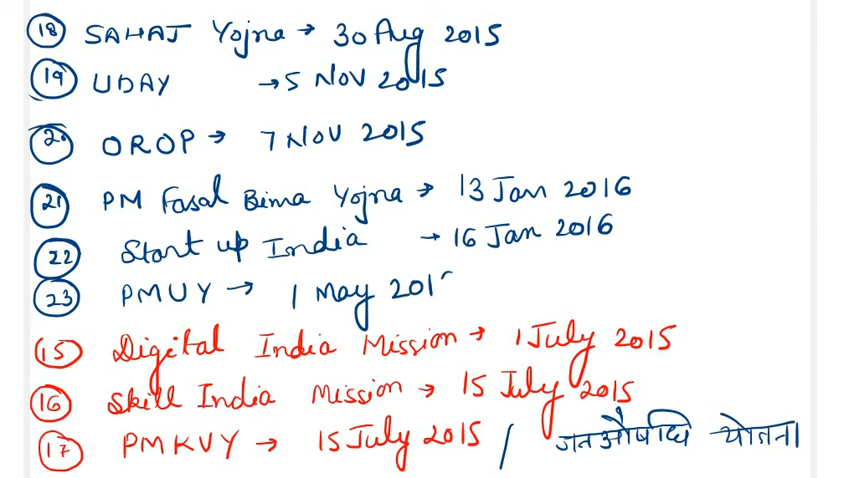 18 SAHAJ Yojna → 30 Aug 2015
19 UDAY → 5 Nov 2015
20 OROP → 7 Nov 2015
21 PM Fasal Bima Yojna → 13 Jan 2016
22 Start up India → 16 Jan 2016
23 PMUY → 1 May
15 Digital India Mission → 1 July 2015
16 Skill India Mission → 15 July 2015
17 PMKVY → 15 July 2015 / जनऔषधि योजना